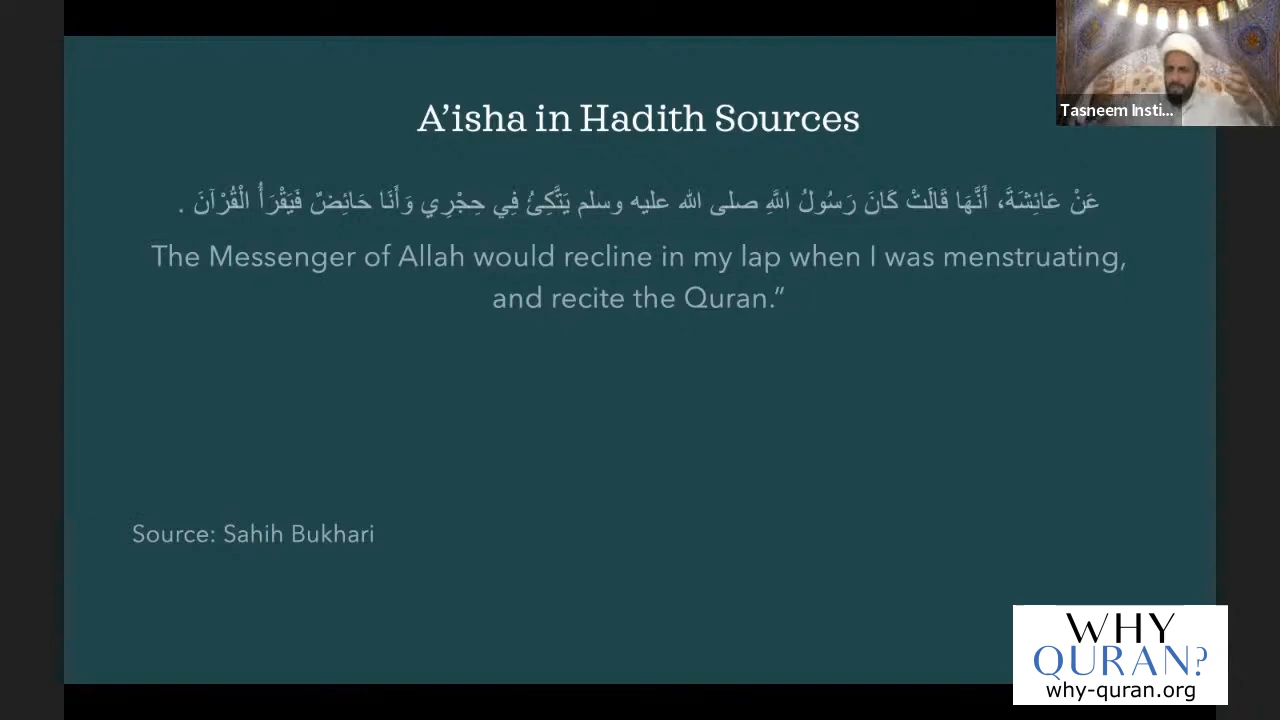 A’isha in Hadith Sources
Tasneem Insti...
عَنْ عَائِشَةَ، أَنَّهَا قَالَتْ كَانَ رَسُولُ اللَّهِ صلى الله عليه وسلم يَتَّكِئُ فِي حِجْرِي وَأَنَا حَائِضٌ فَيَقْرَأُ الْقُرْآنَ .
The Messenger of Allah would recline in my lap when I was menstruating,
and recite the Quran.”
Source: Sahih Bukhari
WHY
QURAN?
why-quran.org